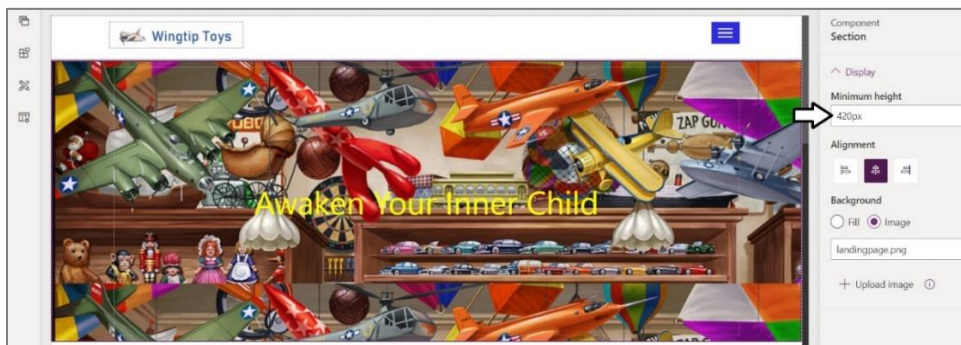 Wingtip Toys
Awaken Your Inner Child
ZAP GUN
Component
Section
Display
Minimum height
420px
Alignment
Background
Fill
Image
landingpage.png
+ Upload image